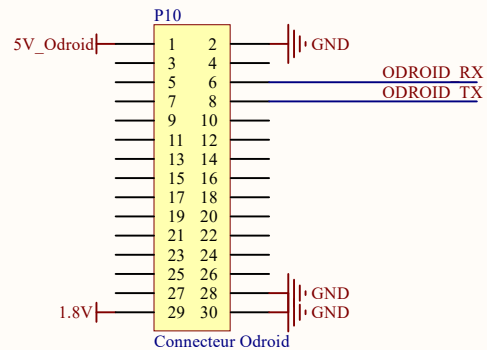 P10
5V_Odroid 1 2 GND
3 4
5 6 ODROID_RX
7 8 ODROID_TX
9 10
11 12
13 14
15 16
17 18
19 20
21 22
23 24
25 26
27 28 GND
1.8V 29 30 GND
Connecteur Odroid